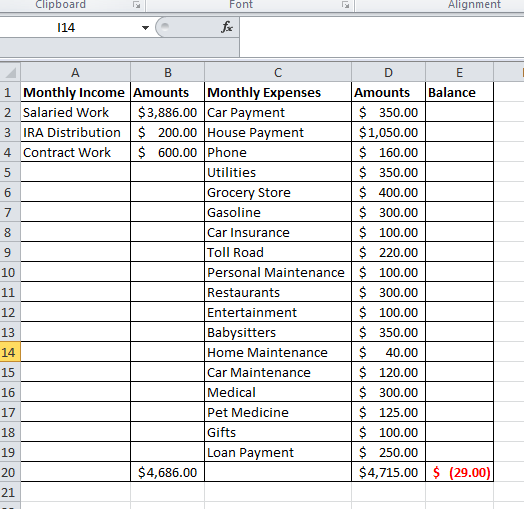 Clipboard Font Alignment
I14 fx
A B C D E
1 Monthly Income Amounts Monthly Expenses Amounts Balance
2 Salaried Work $3,886.00 Car Payment $ 350.00
3 IRA Distribution $ 200.00 House Payment $1,050.00
4 Contract Work $ 600.00 Phone $ 160.00
5 Utilities $ 350.00
6 Grocery Store $ 400.00
7 Gasoline $ 300.00
8 Car Insurance $ 100.00
9 Toll Road $ 220.00
10 Personal Maintenance $ 100.00
11 Restaurants $ 300.00
12 Entertainment $ 100.00
13 Babysitters $ 350.00
14 Home Maintenance $ 40.00
15 Car Maintenance $ 120.00
16 Medical $ 300.00
17 Pet Medicine $ 125.00
18 Gifts $ 100.00
19 Loan Payment $ 250.00
20 $4,686.00 $4,715.00 $ (29.00)
21